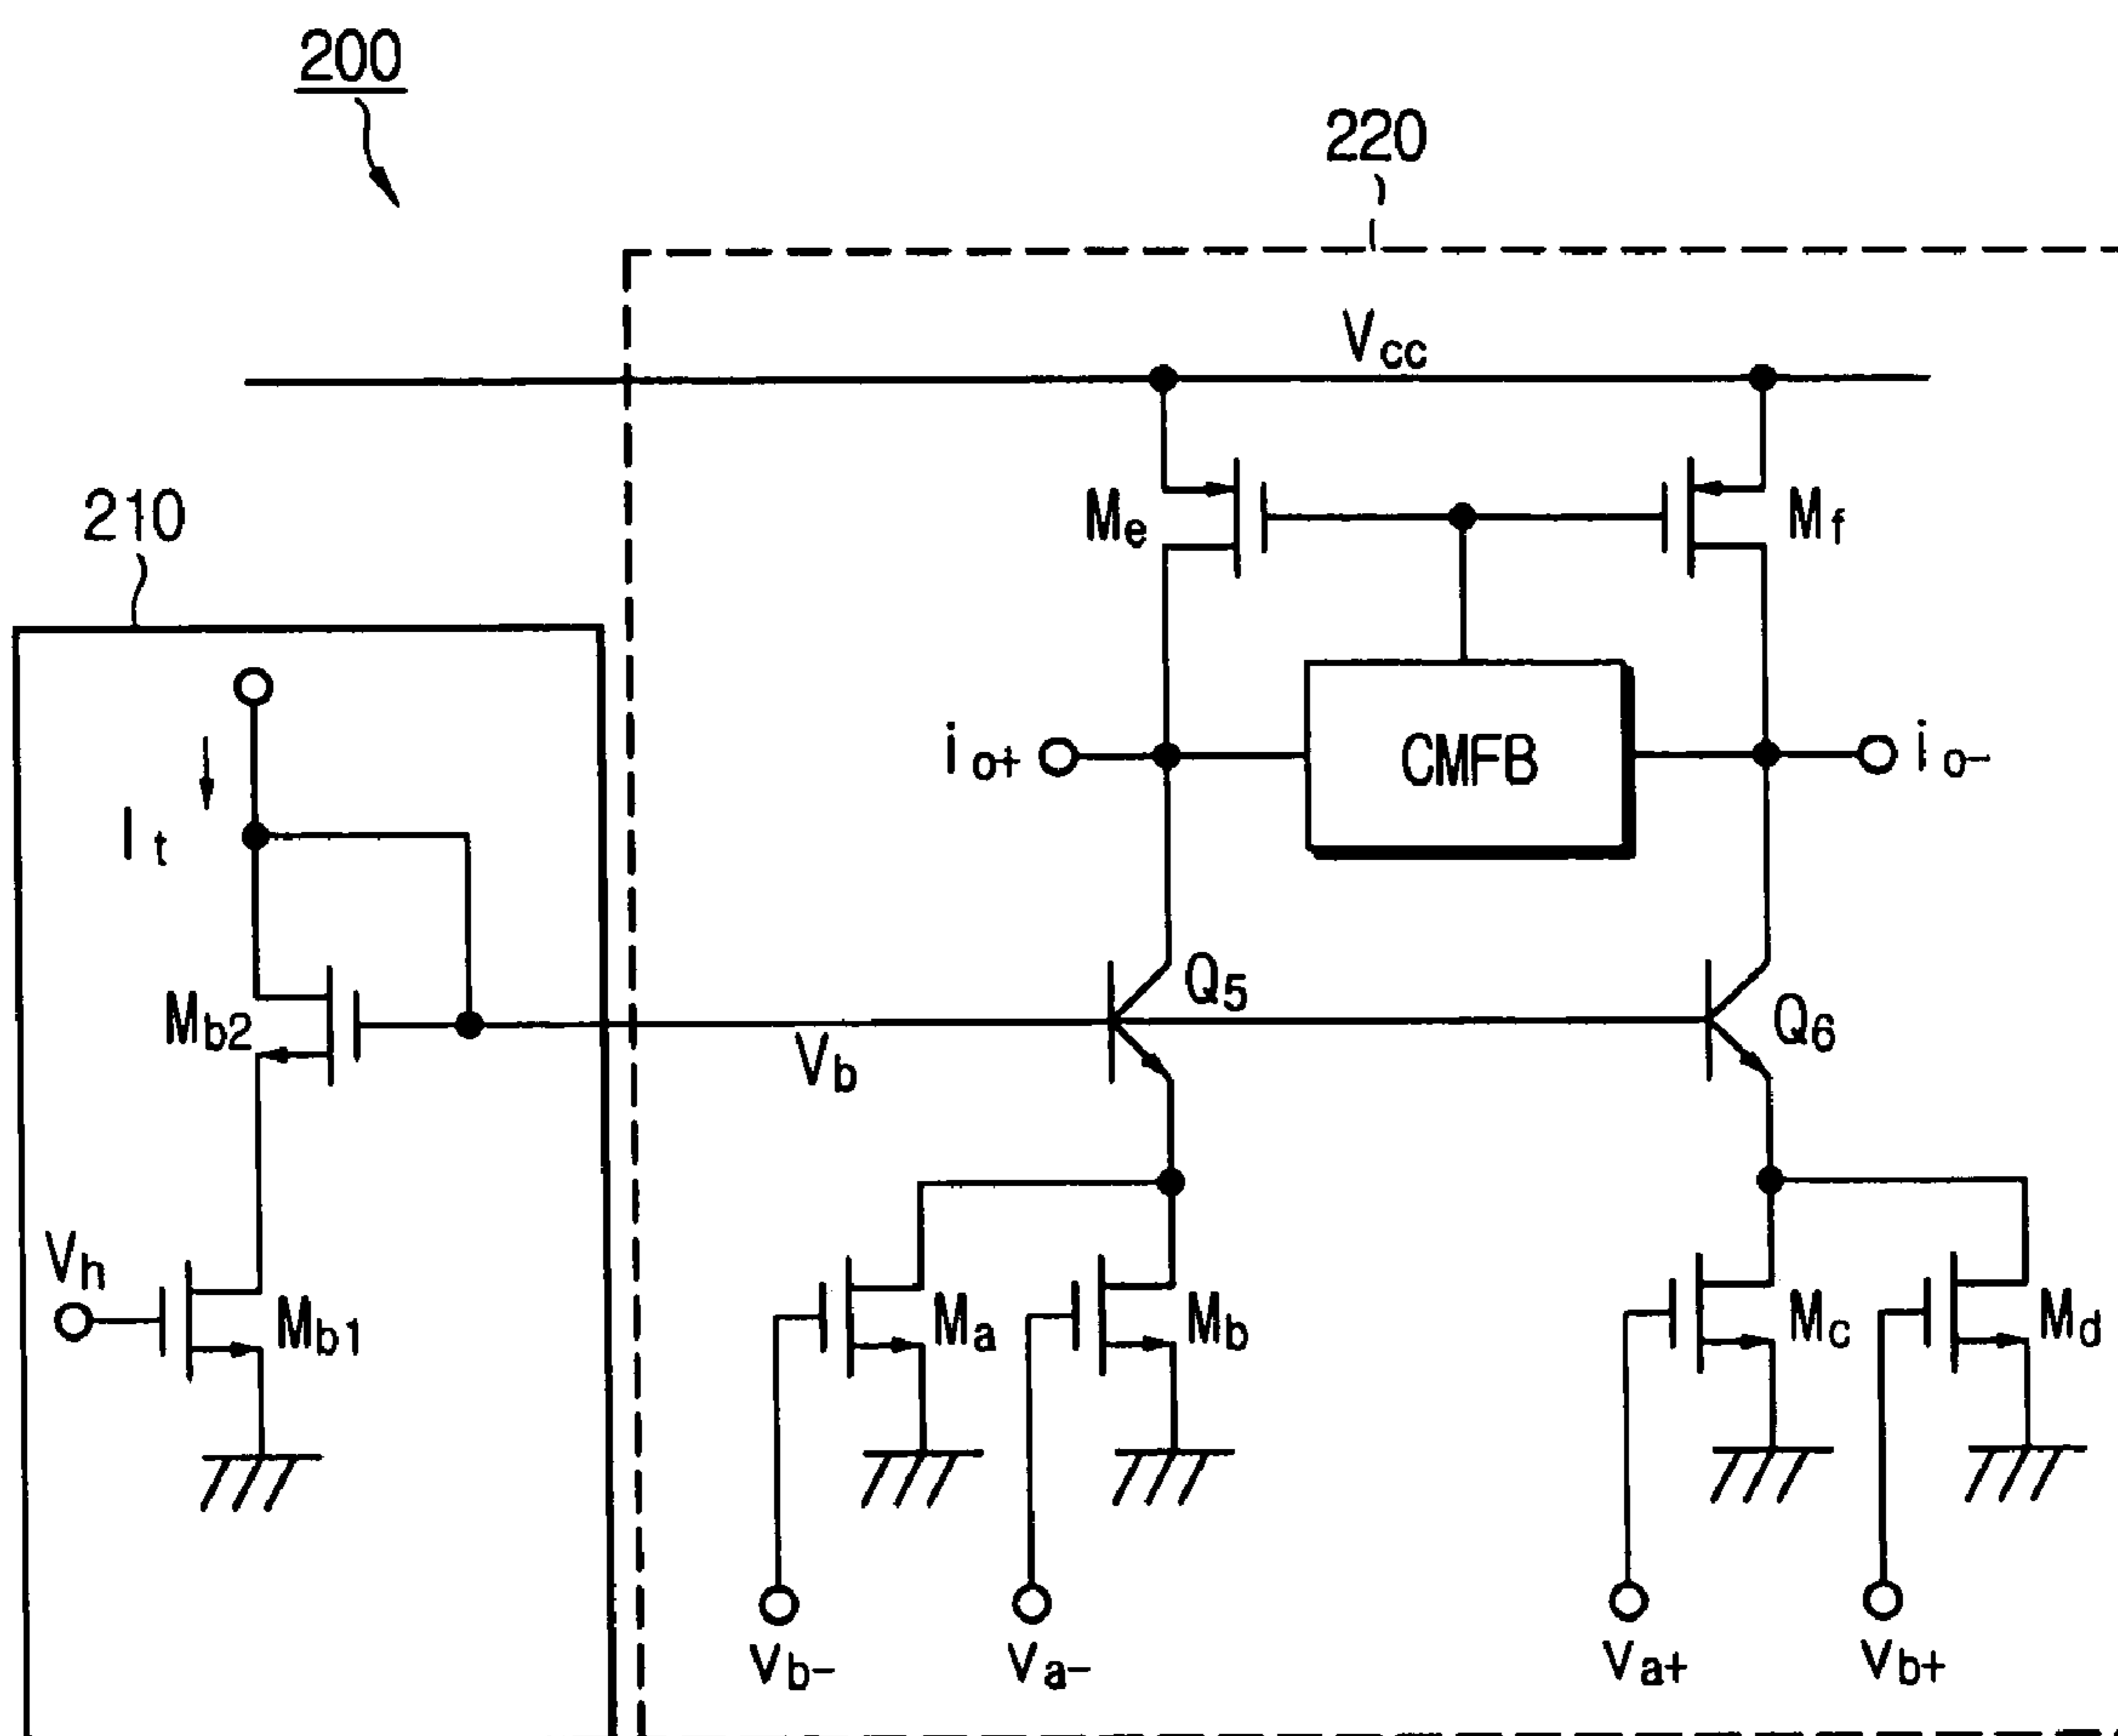 200
220
Vcc
210
Me
Mf
io+
CMFB
io-
It
Q5
Mb2
Q6
Vb
Vh
Mb1
Ma
Mb
Mc
Md
Vb-
Va-
Va+
Vb+